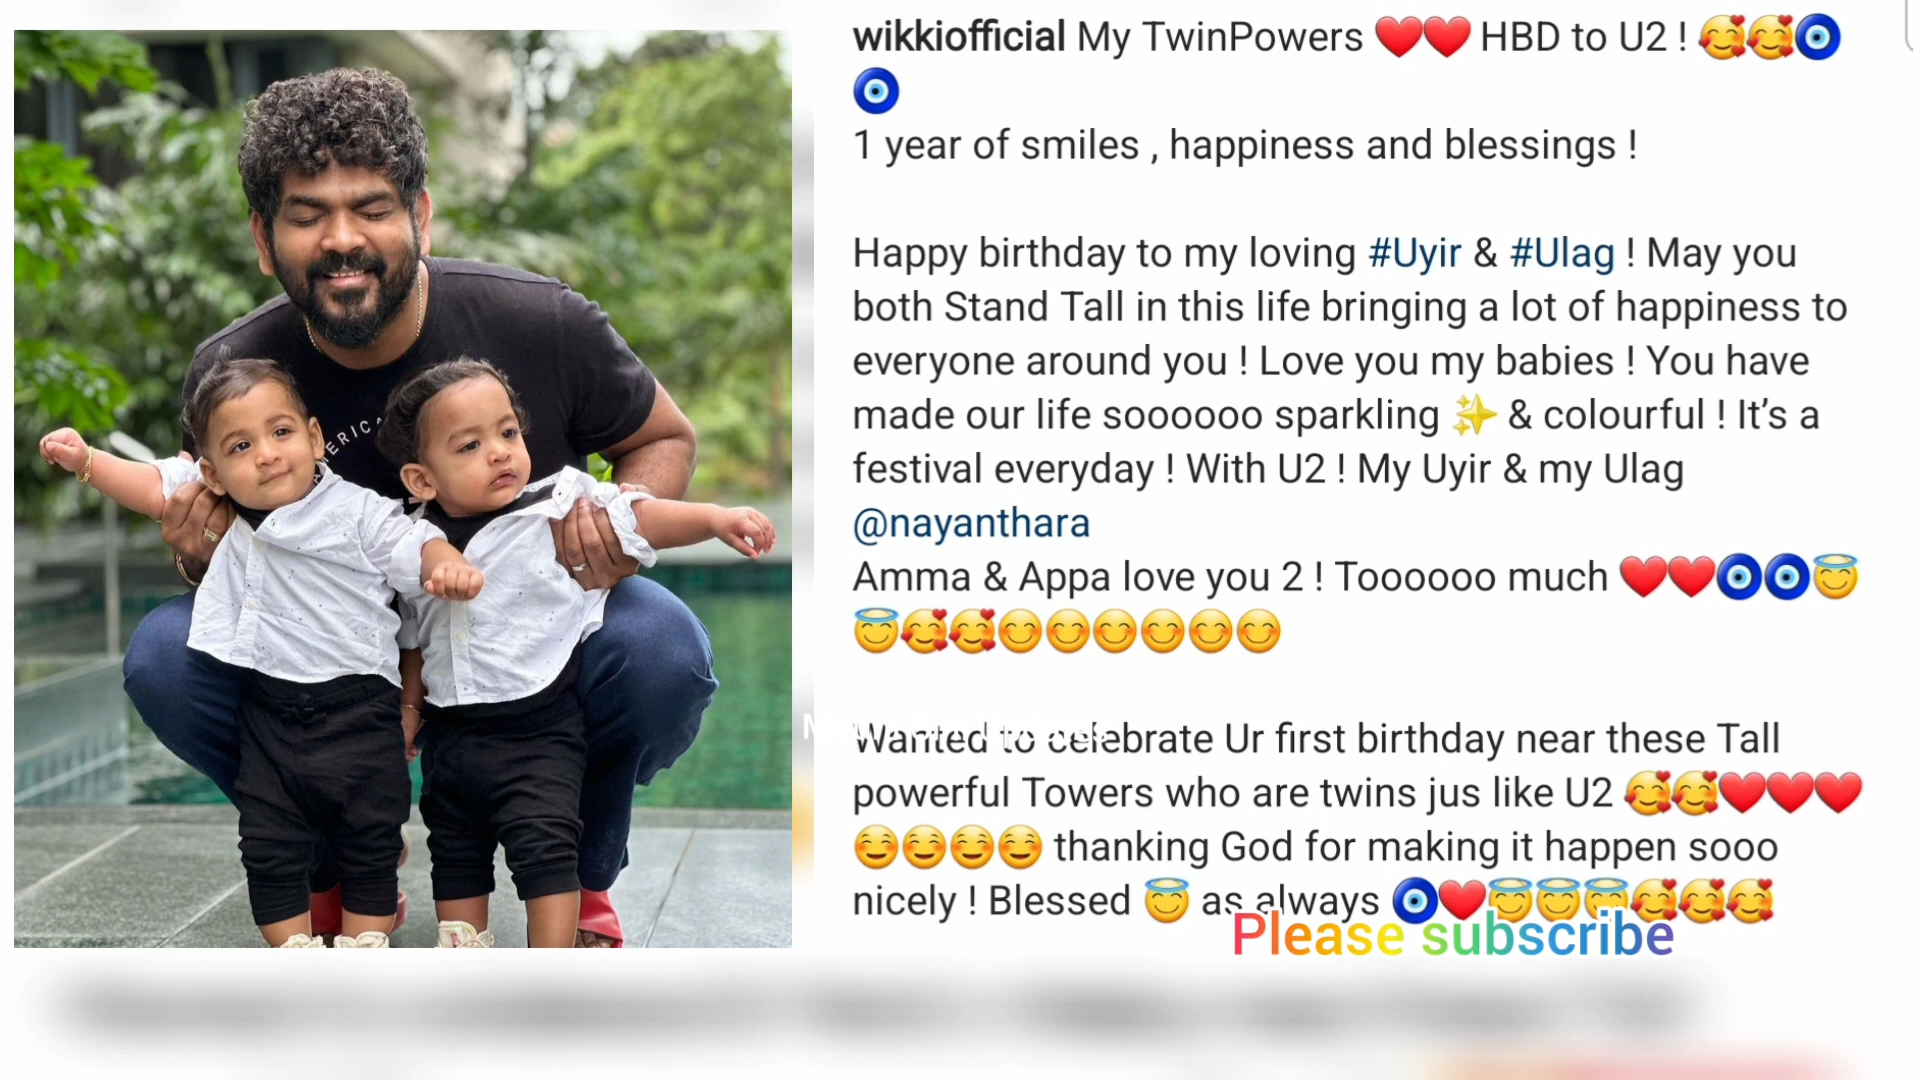 wikkiofficial My TwinPowers ❤️❤️ HBD to U2 ! 🥰🥰🧿
🧿
1 year of smiles , happiness and blessings !
Happy birthday to my loving #Uyir & #Ulag ! May you
both Stand Tall in this life bringing a lot of happiness to
everyone around you ! Love you my babies ! You have
made our life soooooo sparkling ✨ & colourful ! It’s a
festival everyday ! With U2 ! My Uyir & my Ulag
@nayanthara
Amma & Appa love you 2 ! Toooooo much ❤️❤️🧿🧿😇
😇🥰🥰😊😊😊😊😊😊
Wanted to celebrate Ur first birthday near these Tall
powerful Towers who are twins jus like U2 🥰🥰❤️❤️❤️
☺️☺️☺️☺️ thanking God for making it happen sooo
nicely ! Blessed 😇 as always 🧿❤️😇😇😇🥰🥰🥰
Please subscribe